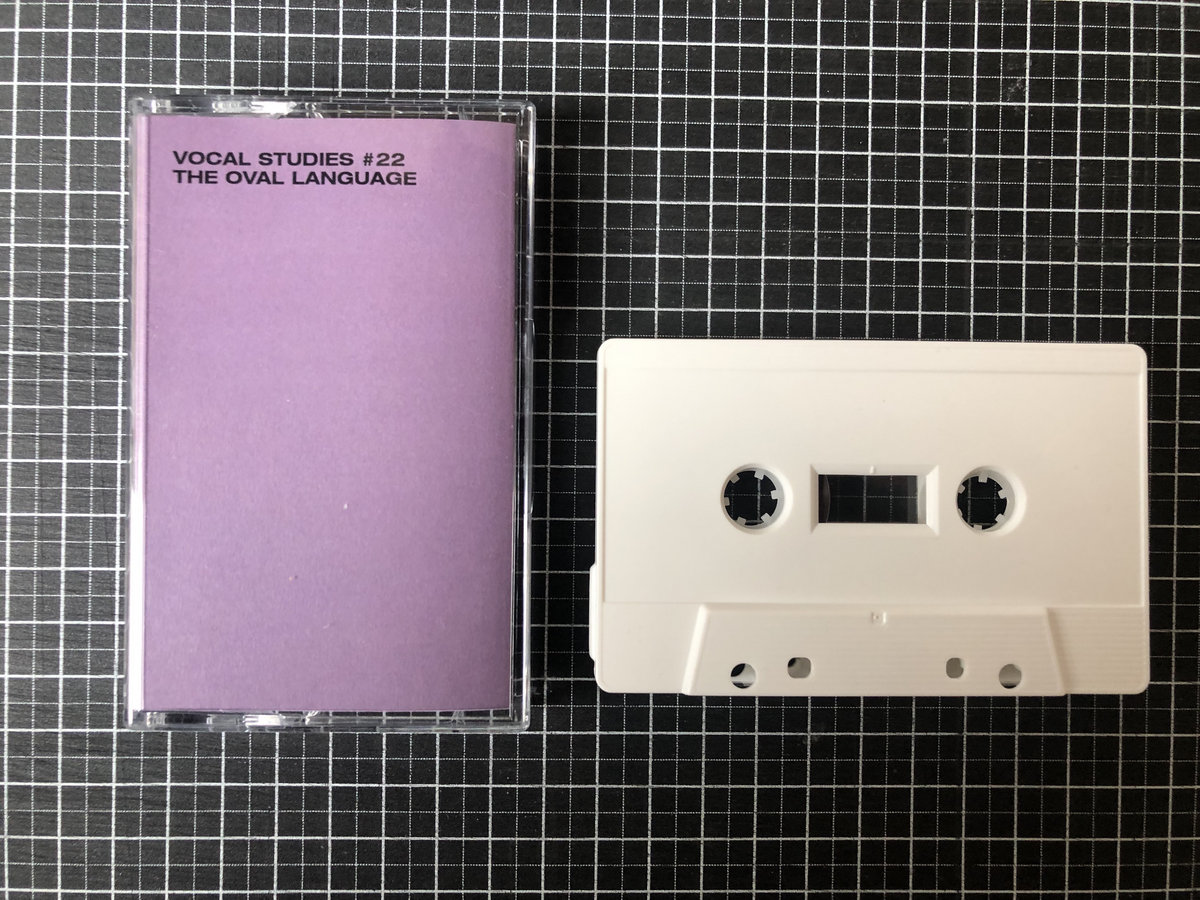 VOCAL STUDIES #22
THE OVAL LANGUAGE